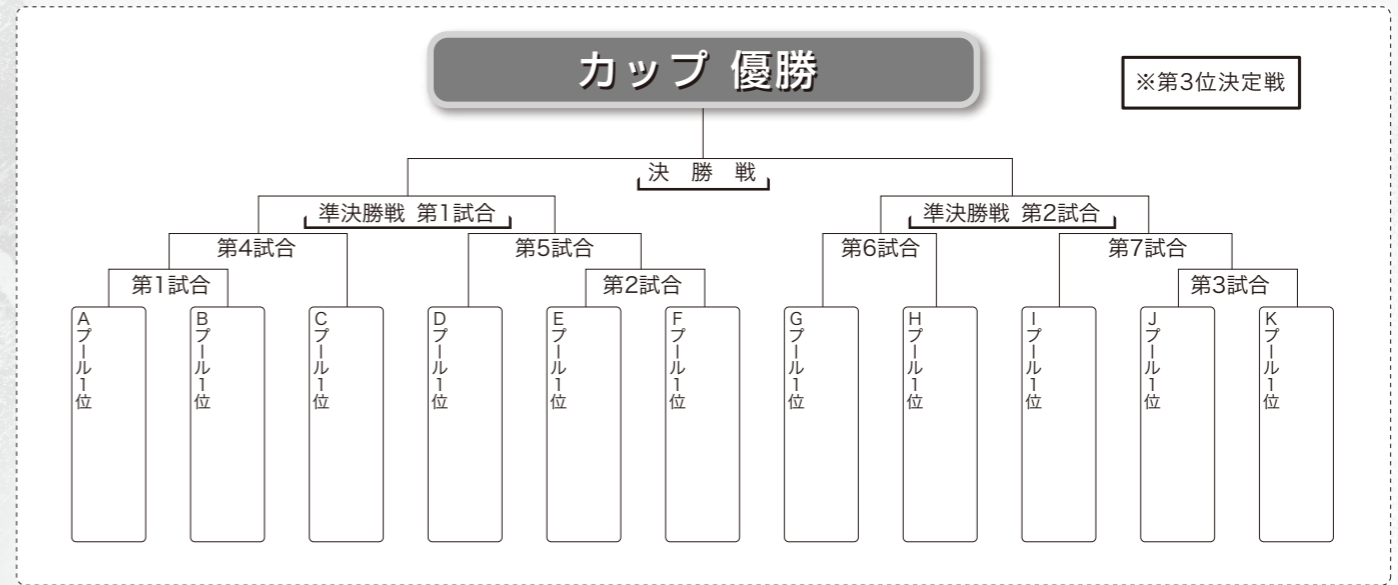 カップ 優勝
※第3位決定戦
決 勝 戦
準決勝戦 第1試合
準決勝戦 第2試合
第4試合
第5試合
第6試合
第7試合
第1試合
第2試合
第3試合
Aプール1位
Bプール1位
Cプール1位
Dプール1位
Eプール1位
Fプール1位
Gプール1位
Hプール1位
Iプール1位
Jプール1位
Kプール1位